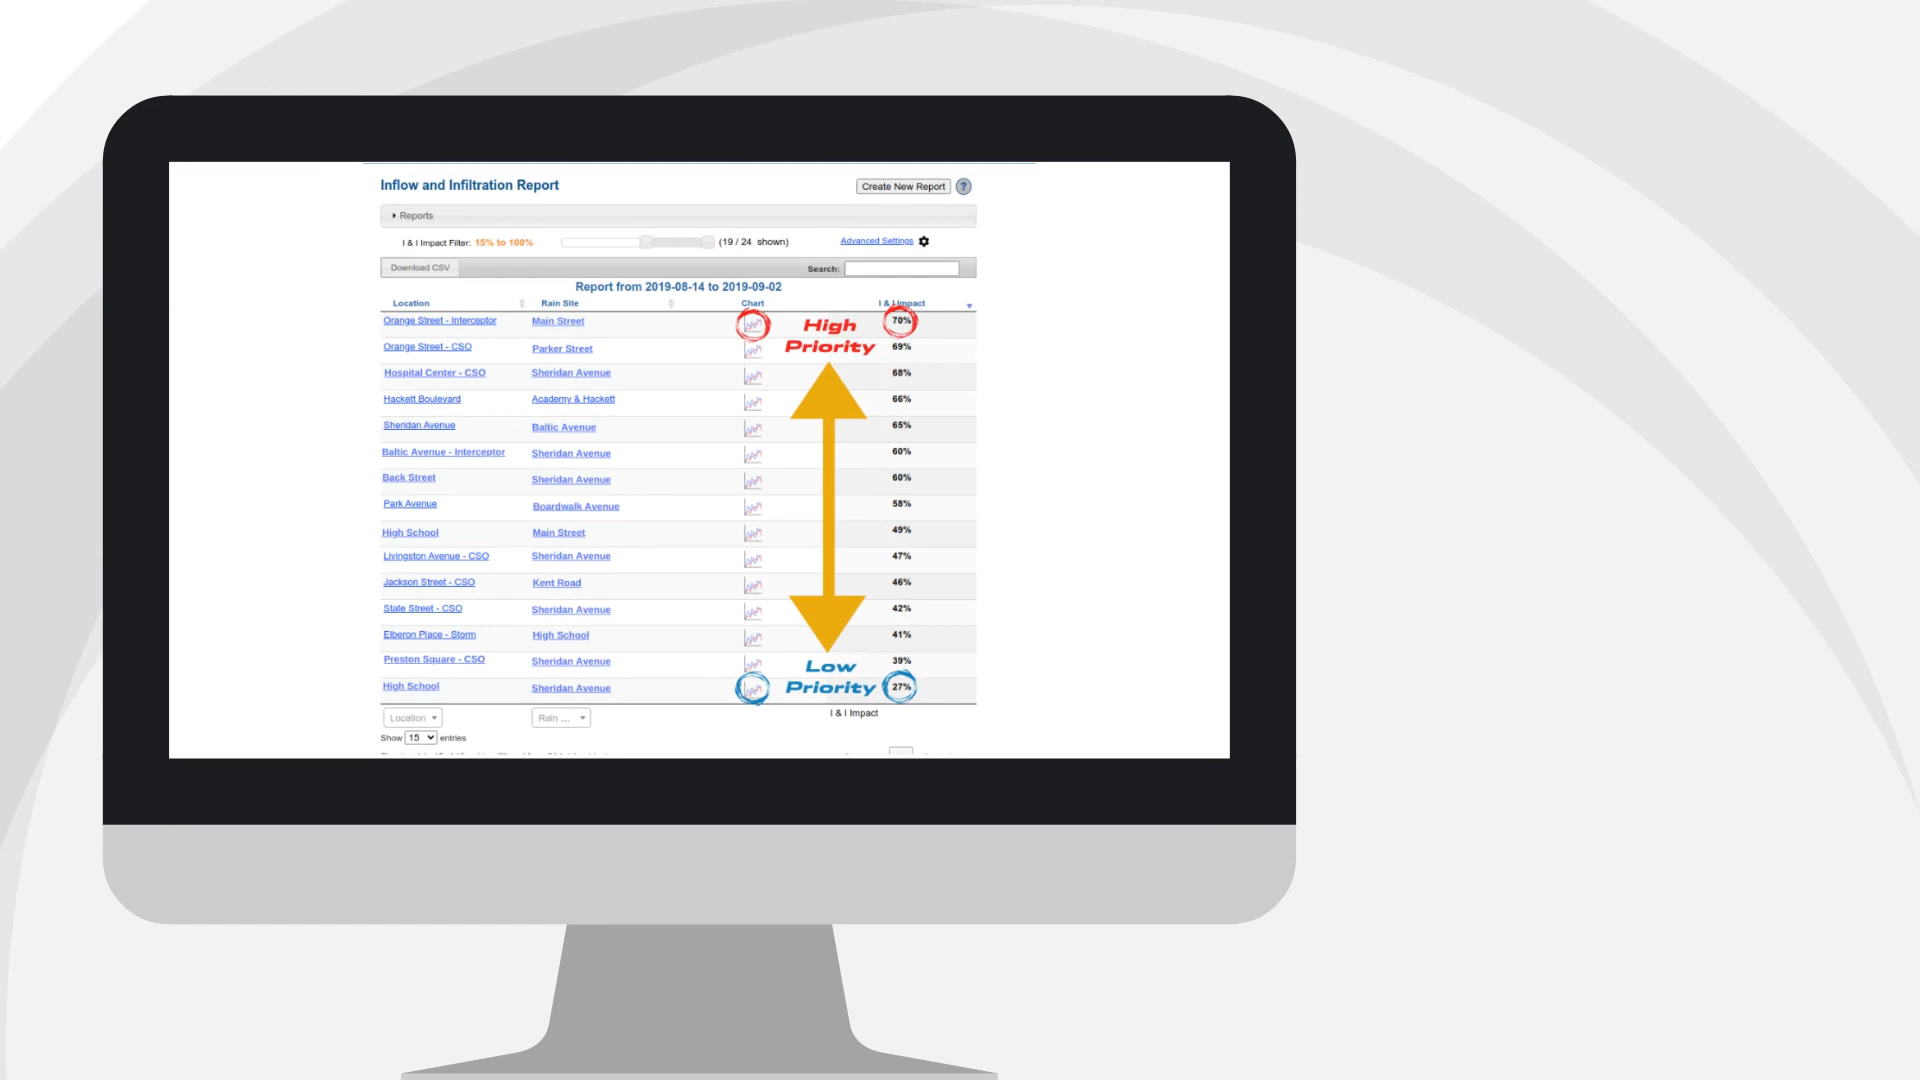 Inflow and Infiltration Report
Create New Report ?
Reports
I & I Impact Filter: 15% to 100% (19 / 24 shown) Advanced Settings
Download CSV Search:
Report from 2019-08-14 to 2019-09-02
Location Rain Site Chart I & I Impact
Orange Street - Interceptor Main Street 70%
High
Priority
Orange Street - CSO Parker Street 69%
Hospital Center - CSO Sheridan Avenue 68%
Hackett Boulevard Academy & Hackett 66%
Sheridan Avenue Baltic Avenue 65%
Baltic Avenue - Interceptor Sheridan Avenue 60%
Back Street Sheridan Avenue 60%
Park Avenue Boardwalk Avenue 58%
High School Main Street 49%
Livingston Avenue - CSO Sheridan Avenue 47%
Jackson Street - CSO Kent Road 46%
State Street - CSO Sheridan Avenue 42%
Elberon Place - Storm High School 41%
Preston Square - CSO Sheridan Avenue 39%
Low
Priority
High School Sheridan Avenue 27%
Location Rain ... I & I Impact
Show 15 entries